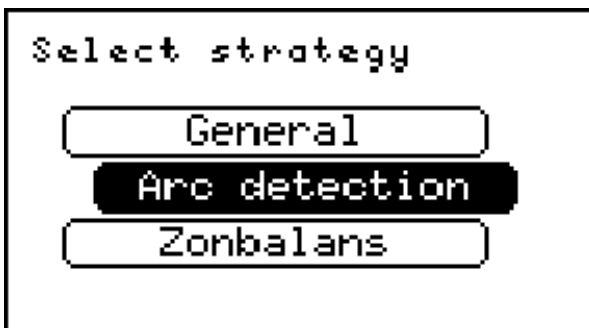 Select strategy
General
Arc detection
Zonbalans